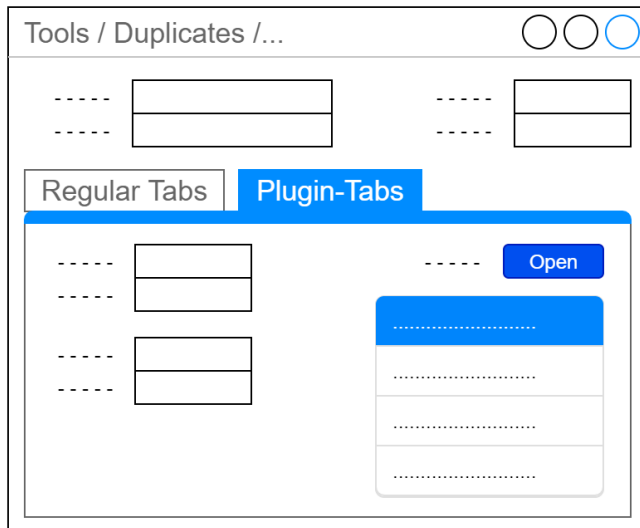 Tools / Duplicates /...
- - - - -
- - - - -
- - - - -
- - - - -
Regular Tabs
Plugin-Tabs
- - - - -
- - - - -
- - - - -
- - - - -
- - - - -
Open
..........................
..........................
..........................
..........................